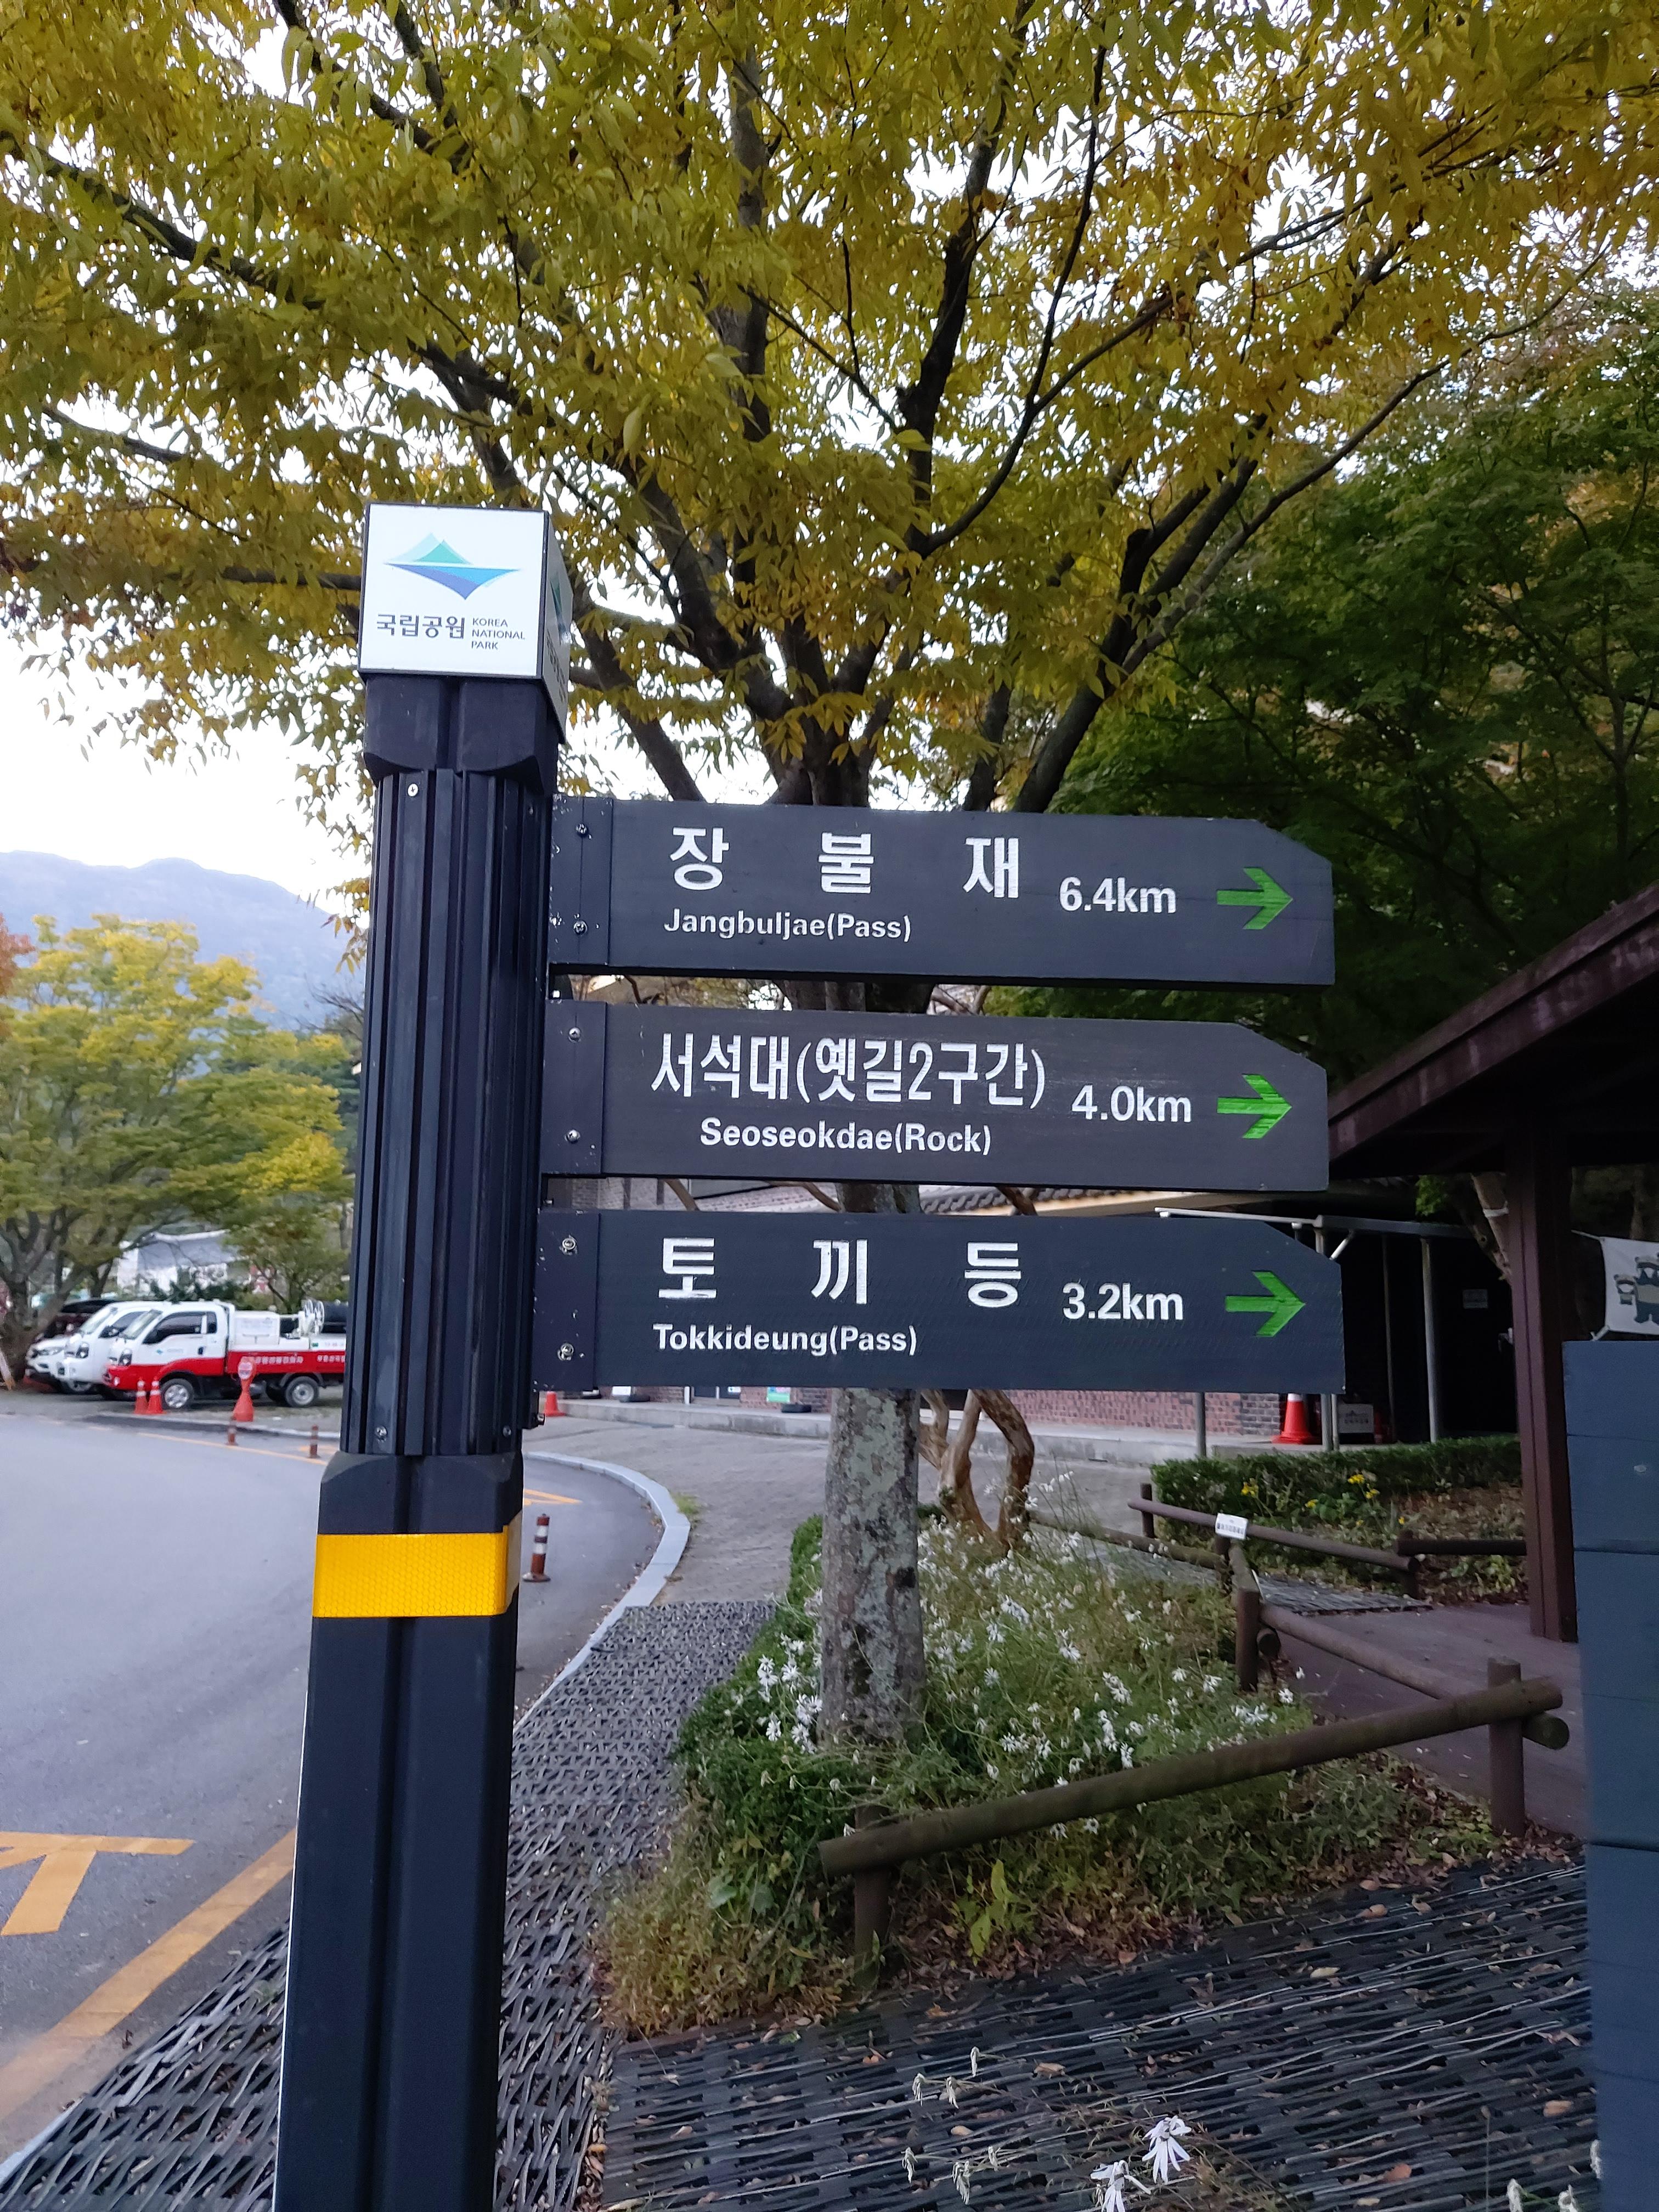 국립공원
KOREA
NATIONAL
PARK
장 불 재 6.4km
Jangbuljae(Pass)
서석대(옛길2구간) 4.0km
Seoseokdae(Rock)
토 끼 등 3.2km
Tokkideung(Pass)